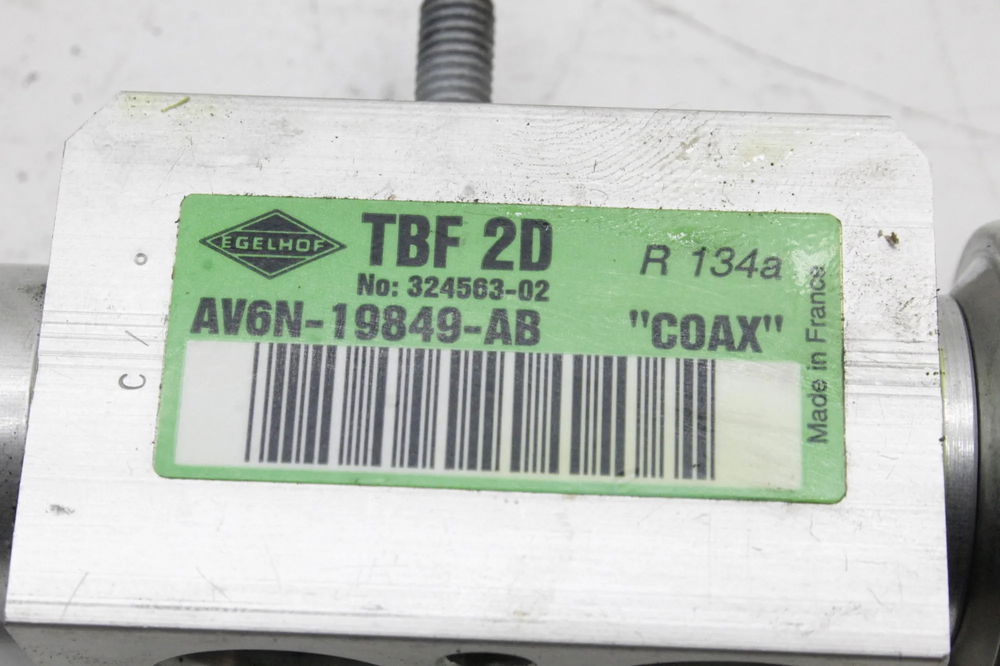 EGELHOF
TBF 2D
R 134a
No: 324563-02
AV6N-19849-AB
"COAX"
Made in France
C / o